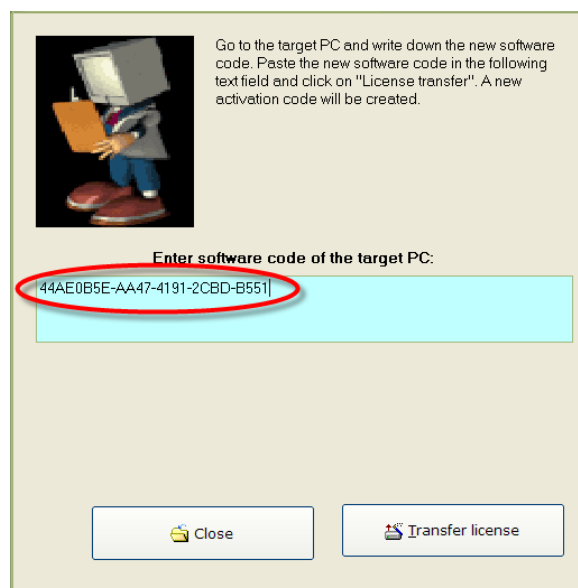 Go to the target PC and write down the new software
code. Paste the new software code in the following
text field and click on "License transfer". A new
activation code will be created.
Enter software code of the target PC:
44AE0B5E-AA47-4191-2CBD-B551
Close
Transfer license